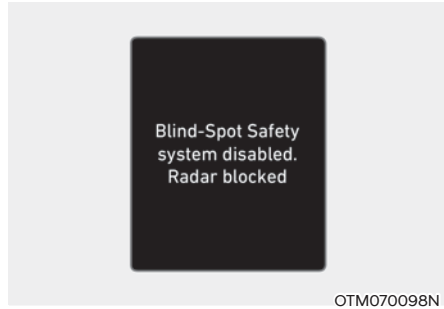 Blind-Spot Safety
system disabled.
Radar blocked
OTM070098N